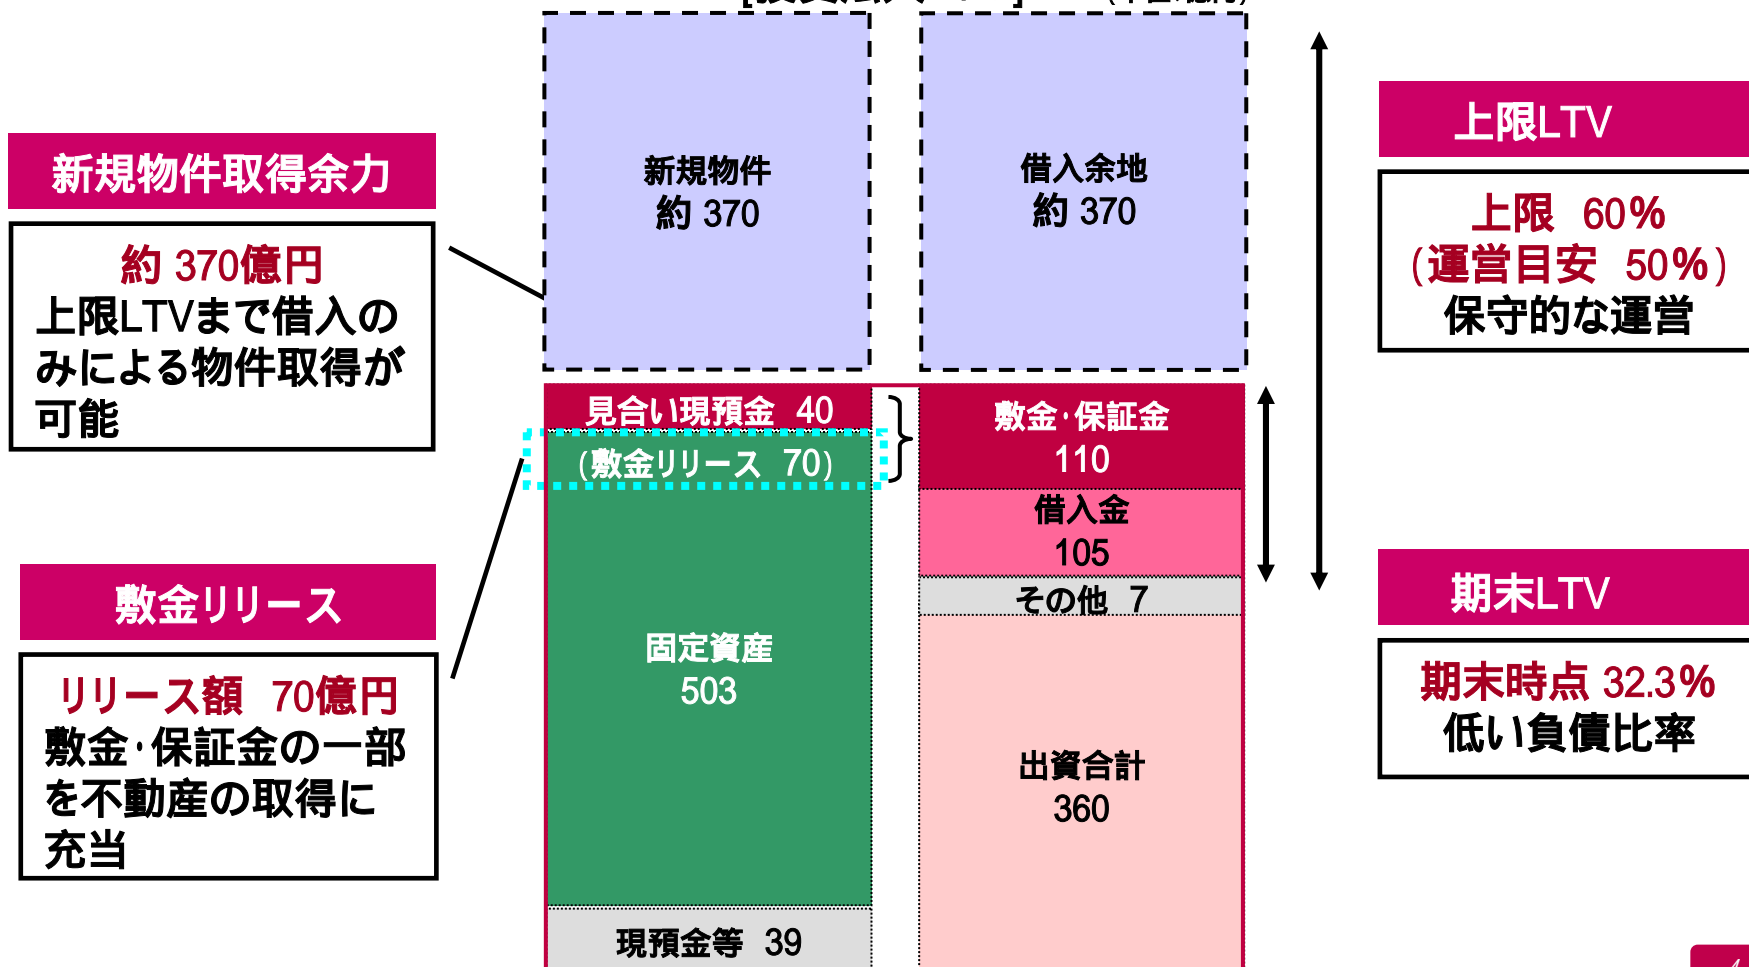 新規物件取得余力
約 370億円
上限LTVまで借入の
みによる物件取得が
可能
敷金リリース
リリース額 70億円
敷金・保証金の一部
を不動産の取得に
充当
新規物件
約 370
見合い現預金 40
(敷金リリース 70)
固定資産
503
現預金等 39
借入余地
約 370
敷金・保証金
110
借入金
105
その他 7
出資合計
360
上限LTV
上限 60%
(運営目安 50%)
保守的な運営
期末LTV
期末時点 32.3%
低い負債比率